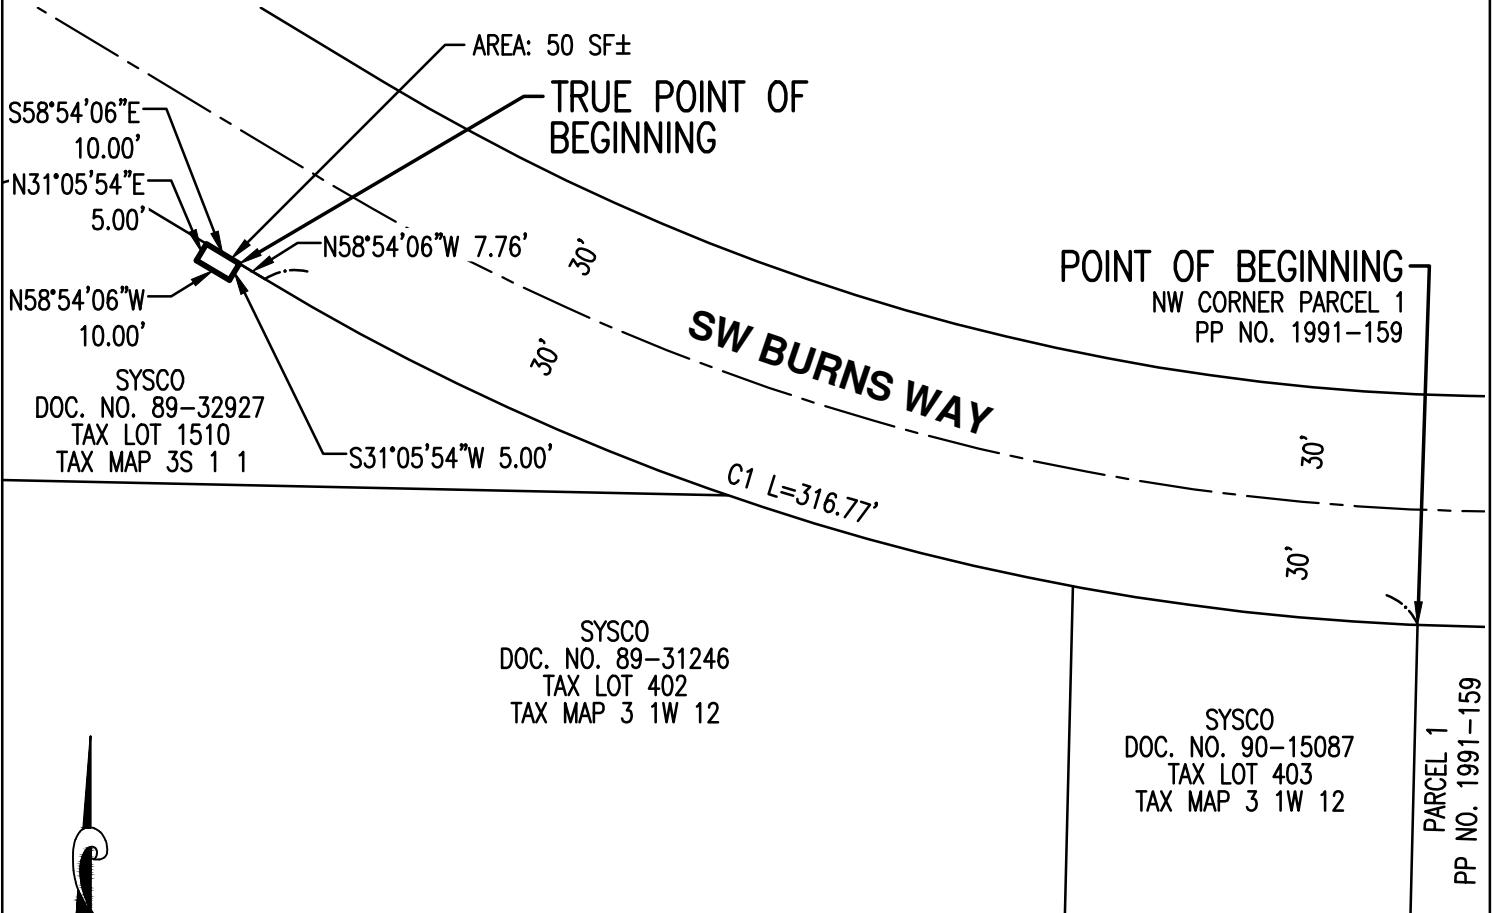 AREA: 50 SF±
TRUE POINT OF
BEGINNING
S58°54'06"E
10.00'
N31°05'54"E
5.00'
N58°54'06"W 7.76'
N58°54'06"W
10.00'
SYSCO
DOC. NO. 89-32927
TAX LOT 1510
TAX MAP 3S 1 1
S31°05'54"W 5.00'
30'
30'
SW BURNS WAY
C1 L=316.77'
POINT OF BEGINNING
NW CORNER PARCEL 1
PP NO. 1991-159
30'
30'
SYSCO
DOC. NO. 89-31246
TAX LOT 402
TAX MAP 3 1W 12
SYSCO
DOC. NO. 90-15087
TAX LOT 403
TAX MAP 3 1W 12
PARCEL 1
PP NO. 1991-159